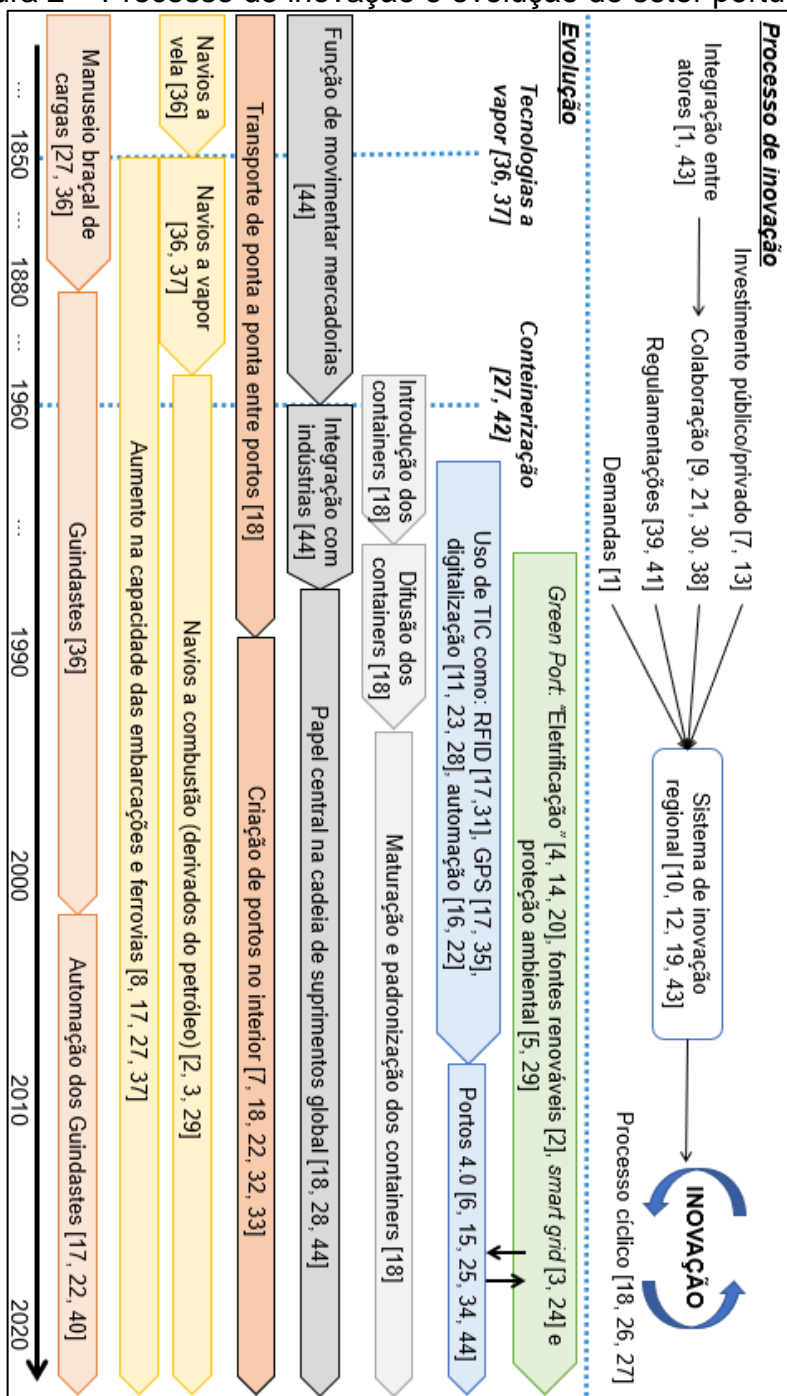 ura 2 – Processo de inovação e evolução do setor portu
Processo de inovação
Integração entre
atores [1, 43]
Investimento público/privado [7, 13]
Colaboração [9, 21, 30, 38]
Regulamentações [39, 41]
Demandas [1]
Sistema de inovação
regional [10, 12, 19, 43]
INOVAÇÃO
Processo cíclico [18, 26, 27]
Evolução
Tecnologias a
vapor [36, 37]
Conteinerização
[27, 42]
Green Port: “Eletrificação” [4, 14, 20], fontes renováveis [2], smart grid [3, 24] e
proteção ambiental [5, 29]
Uso de TIC como: RFID [17,31], GPS [17, 35],
digitalização [11, 23, 28], automação [16, 22]
Portos 4.0 [6, 15, 25, 34, 44]
Introdução dos
containers [18]
Difusão dos
containers [18]
Maturação e padronização dos containers [18]
Função de movimentar mercadorias
[44]
Integração com
indústrias [44]
Papel central na cadeia de suprimentos global [18, 28, 44]
Transporte de ponta a ponta entre portos [18]
Criação de portos no interior [7, 18, 22, 32, 33]
Navios a
vela [36]
Navios a vapor
[36, 37]
Navios a combustão (derivados do petróleo) [2, 3, 29]
Aumento na capacidade das embarcações e ferrovias [8, 17, 27, 37]
Manuseio braçal de
cargas [27, 36]
Guindastes [36]
Automação dos Guindastes [17, 22, 40]
... 1850 ... 1880 ... 1960 ... 1990 2000 2010 2020